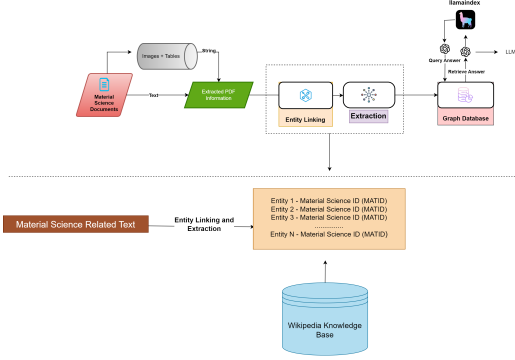 llamaindex
Images + Tables
String
Query Answer
LLM
Retrieve Answer
Material
Science
Documents
Text
Extracted PDF
Information
Entity Linking
Extraction
Graph Database
Entity 1 - Material Science ID (MATID)
Entity 2 - Material Science ID (MATID)
Entity 3 - Material Science ID (MATID)
..............
Entity N - Material Science ID (MATID)
Material Science Related Text
Entity Linking and
Extraction
Wikipedia Knowledge
Base